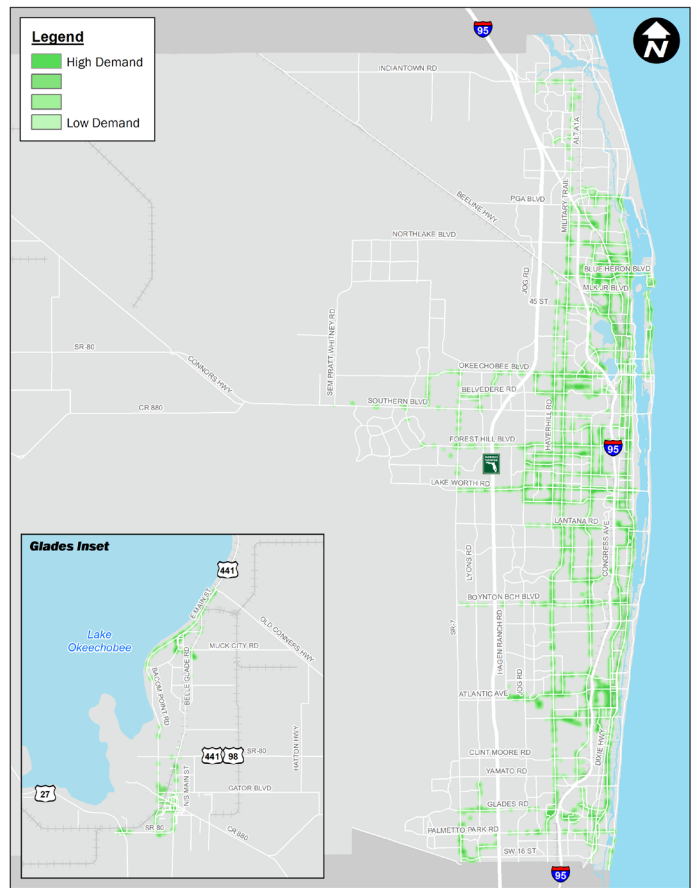 Legend
High Demand
Low Demand
95
N
INDIANTOWN RD
ALT A1A
BEELINE HWY
PGA BLVD
MILITARY TRAIL
NORTHLAKE BLVD
JOG RD
BLUE HERON BLVD
MLK JR BLVD
45 ST
SEM PRATT WHITNEY RD
SR-80
CONNORS HWY
OKEECHOBEE BLVD
BELVEDERE RD
SOUTHERN BLVD
CR 880
HAVERHILL RD
FOREST HILL BLVD
95
LAKE WORTH RD
LANTANA RD
CONGRESS AVE
LYONS RD
BOYNTON BCH BLVD
SR-7
HAGEN RANCH RD
JOG RD
ATLANTIC AVE
DIXIE HWY
CLINT MOORE RD
YAMATO RD
GLADES RD
PALMETTO PARK RD
SW 18 ST
95
Glades Inset
441
E MAIN ST
OLD CONNERS HWY
Lake
Okeechobee
MUCK CITY RD
BELLE GLADE RD
BACOM POINT RD
HATTON HWY
441
98
SR-80
N/S MAIN ST
GATOR BLVD
27
SR 80
CR 880